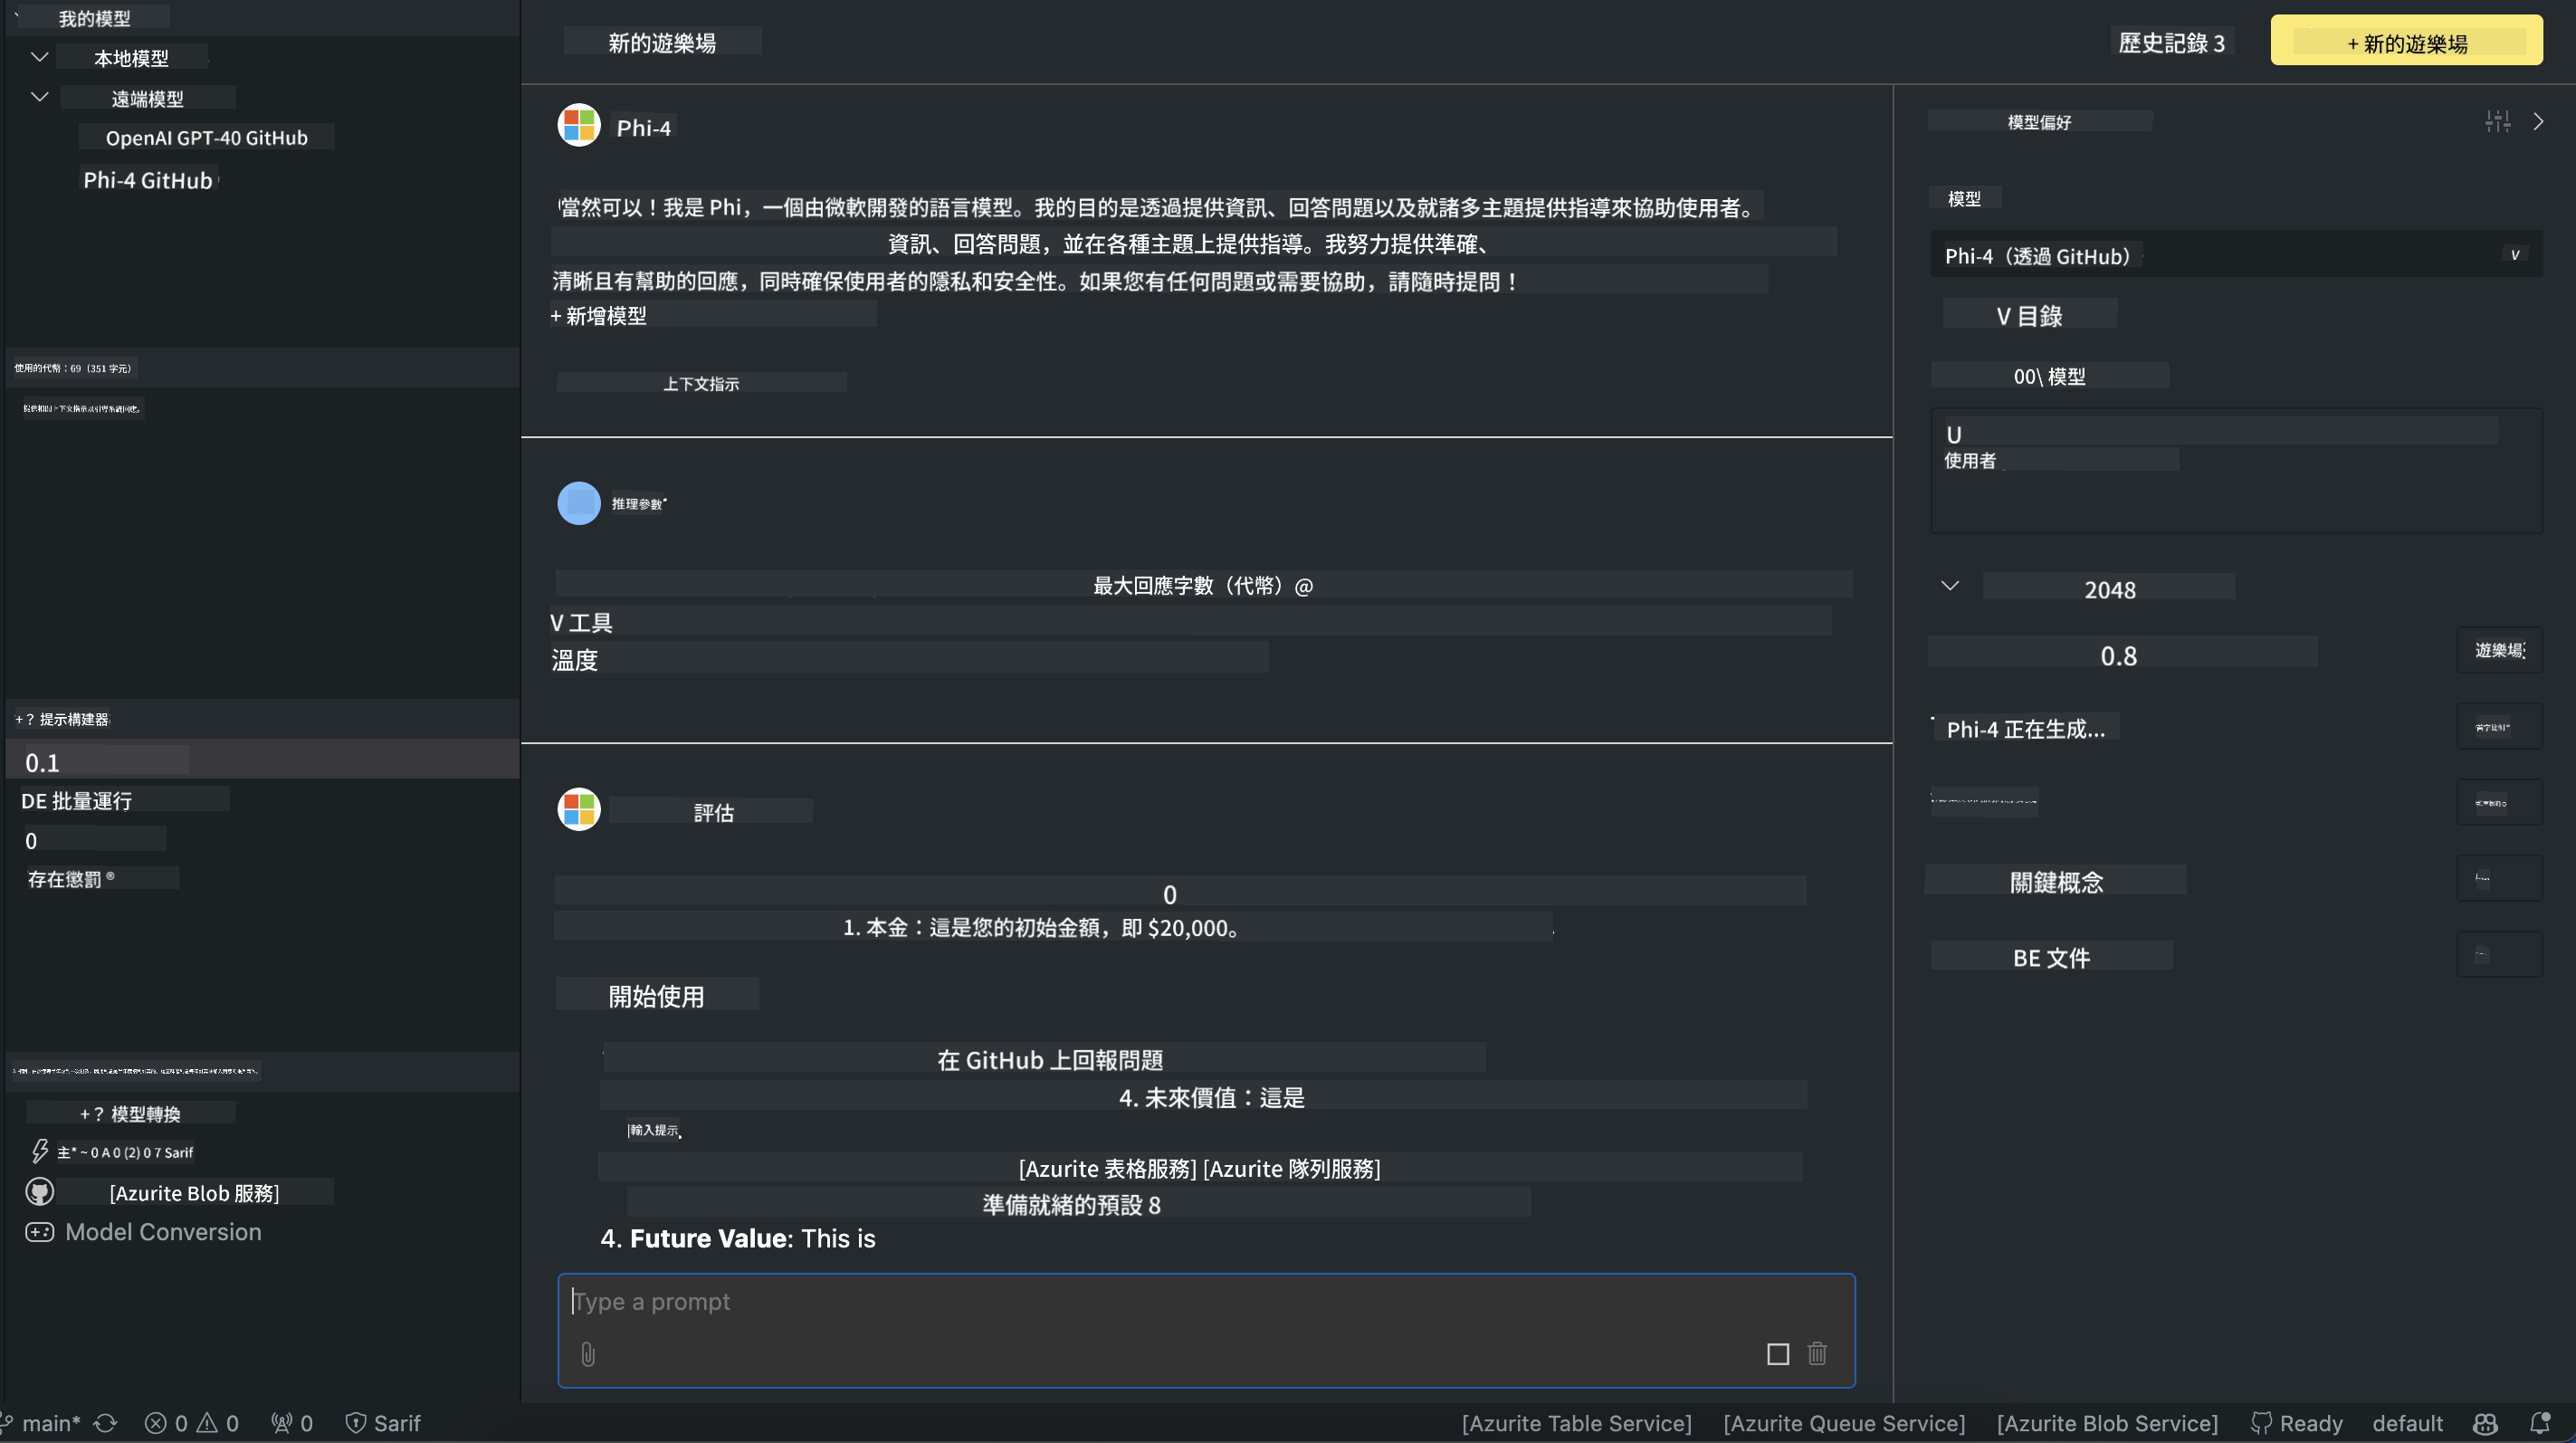 我的模型
本地模型
遠端模型
OpenAI GPT-40 GitHub
Phi-4 GitHub
使用的代幣：69（351 字元）
+？ 提示構建器
0.1
DE 批量運行
0
存在懲罰 ®
+？ 模型轉換
主* ~ 0 A 0 (2) 0 7 Sarif
[Azurite Blob 服務]
Model Conversion
新的遊樂場
歷史記錄 3
+ 新的遊樂場
Phi-4
當然可以！我是 Phi，一個由微軟開發的語言模型。我的目的是透過提供資訊、回答問題以及就諸多主題提供指導來協助使用者。
資訊、回答問題，並在各種主題上提供指導。我努力提供準確、
清晰且有幫助的回應，同時確保使用者的隱私和安全性。如果您有任何問題或需要協助，請隨時提問！
+ 新增模型
上下文指示
推理參數
最大回應字數（代幣）@
V 工具
溫度
評估
0
1. 本金：這是您的初始金額，即 $20,000。
開始使用
在 GitHub 上回報問題
4. 未來價值：這是
輸入提示
[Azurite 表格服務] [Azurite 隊列服務]
準備就緒的預設 8
4. Future Value: This is
Type a prompt
模型偏好
模型
Phi-4（透過 GitHub）
v
V 目錄
00\ 模型
U
使用者
2048
0.8
遊樂場
Phi-4 正在生成...
關鍵概念
BE 文件
main* 0 0 0 Sarif
[Azurite Table Service] [Azurite Queue Service] [Azurite Blob Service] Ready default